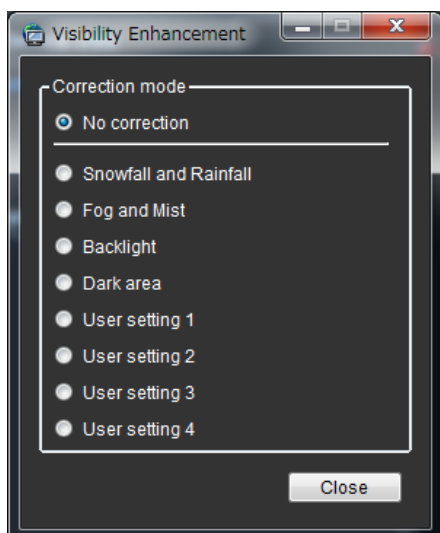 Visibility Enhancement
Correction mode
No correction
Snowfall and Rainfall
Fog and Mist
Backlight
Dark area
User setting 1
User setting 2
User setting 3
User setting 4
Close